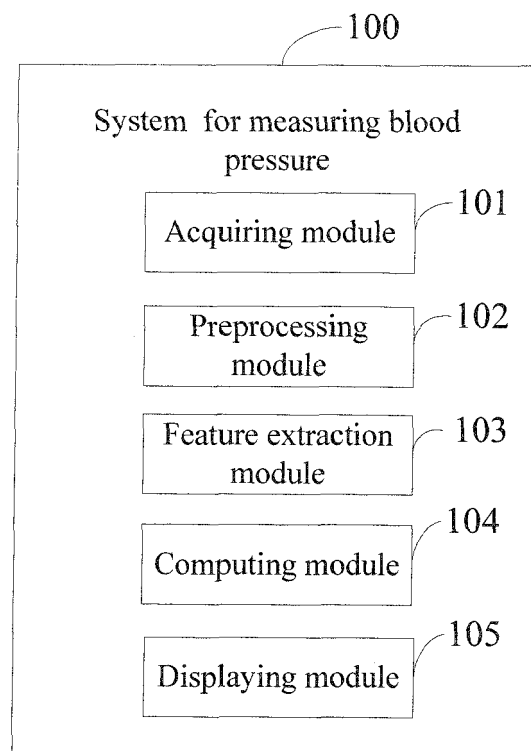 100
System for measuring blood
pressure
Acquiring module
101
Preprocessing
module
102
Feature extraction
module
103
Computing module
104
Displaying module
105